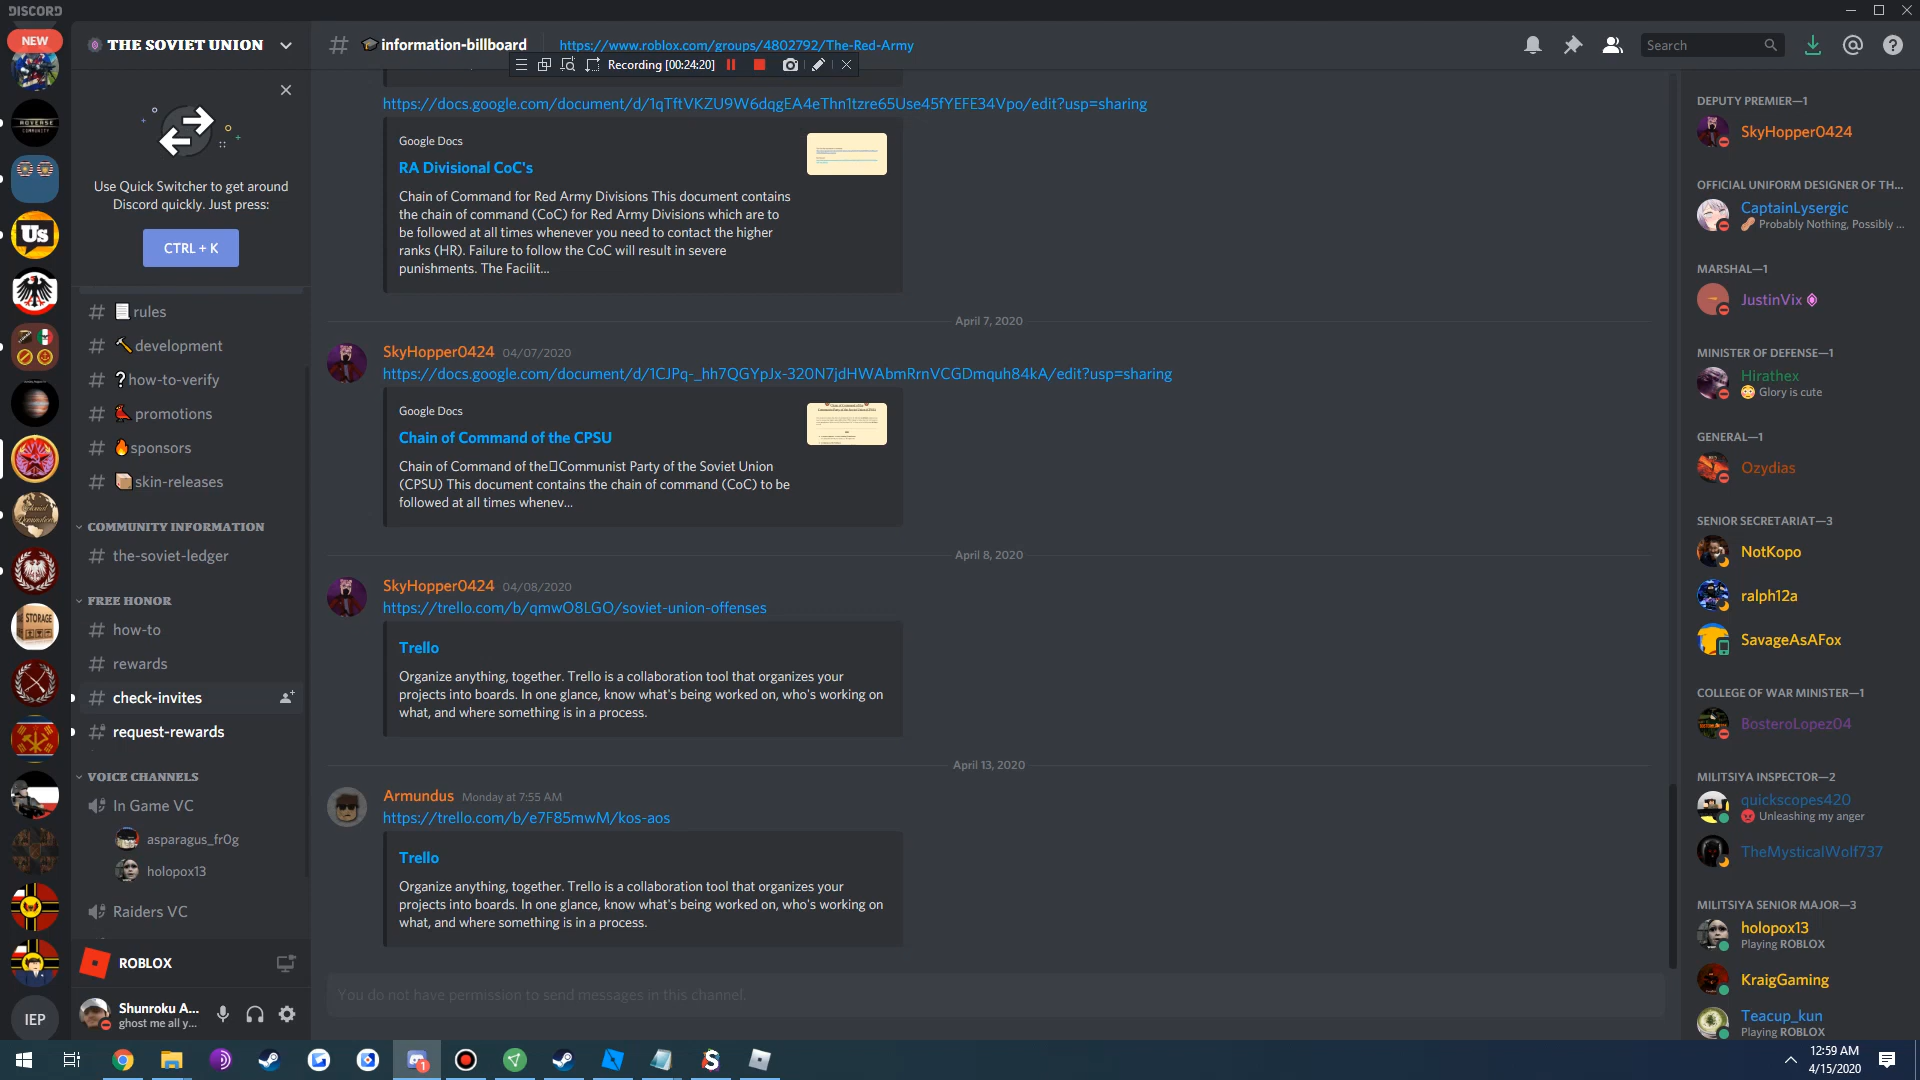 DISCORD
NEW
THE SOVIET UNION
Use Quick Switcher to get around
Discord quickly. Just press:
CTRL + K
# 📃rules
# 🔨development
# ❓how-to-verify
# promotions
# 🔥sponsors
# 📦skin-releases
COMMUNITY INFORMATION
# the-soviet-ledger
FREE HONOR
# how-to
# rewards
# check-invites
# request-rewards
VOICE CHANNELS
In Game VC
asparagus_fr0g
holopox13
Raiders VC
ROBLOX
Shunroku A...
ghost me all y...
Us
STORAGE
IEP
# 🎓information-billboard
https://www.roblox.com/groups/4802792/The-Red-Army
Search
Recording [00:24:20]
https://docs.google.com/document/d/1qTftVKZU9W6dqgEA4eThn1tzre65Use45fYEFE34Vpo/edit?usp=sharing
Google Docs
RA Divisional CoC's
Chain of Command for Red Army Divisions This document contains
the chain of command (CoC) for Red Army Divisions which are to
be followed at all times whenever you need to contact the higher
ranks (HR). Failure to follow the CoC will result in severe
punishments. The Facilit...
April 7, 2020
SkyHopper0424 04/07/2020
https://docs.google.com/document/d/1CJPq-_hh7QGYpJx-320N7jdHWAbmRrnVCGDmquh84kA/edit?usp=sharing
Google Docs
Chain of Command of the CPSU
Chain of Command of the Communist Party of the Soviet Union
(CPSU) This document contains the chain of command (CoC) to be
followed at all times whenev...
April 8, 2020
SkyHopper0424 04/08/2020
https://trello.com/b/qmwO8LGO/soviet-union-offenses
Trello
Organize anything, together. Trello is a collaboration tool that organizes your
projects into boards. In one glance, know what's being worked on, who's working on
what, and where something is in a process.
April 13, 2020
Armundus Monday at 7:55 AM
https://trello.com/b/e7F85mwM/kos-aos
Trello
Organize anything, together. Trello is a collaboration tool that organizes your
projects into boards. In one glance, know what's being worked on, who's working on
what, and where something is in a process.
You do not have permission to send messages in this channel.
DEPUTY PREMIER—1
SkyHopper0424
OFFICIAL UNIFORM DESIGNER OF TH...
CaptainLysergic
Probably Nothing, Possibly ...
MARSHAL—1
JustinVix
MINISTER OF DEFENSE—1
Hirathex
😳 Glory is cute
GENERAL—1
Ozydias
SENIOR SECRETARIAT—3
NotKopo
ralph12a
SavageAsAFox
COLLEGE OF WAR MINISTER—1
BosteroLopez04
MILITSIYA INSPECTOR—2
quickscopes420
😡 Unleashing my anger
TheMysticalWolf737
MILITSIYA SENIOR MAJOR—3
holopox13
Playing ROBLOX
KraigGaming
Teacup_kun
Playing ROBLOX
1
12:59 AM
4/15/2020